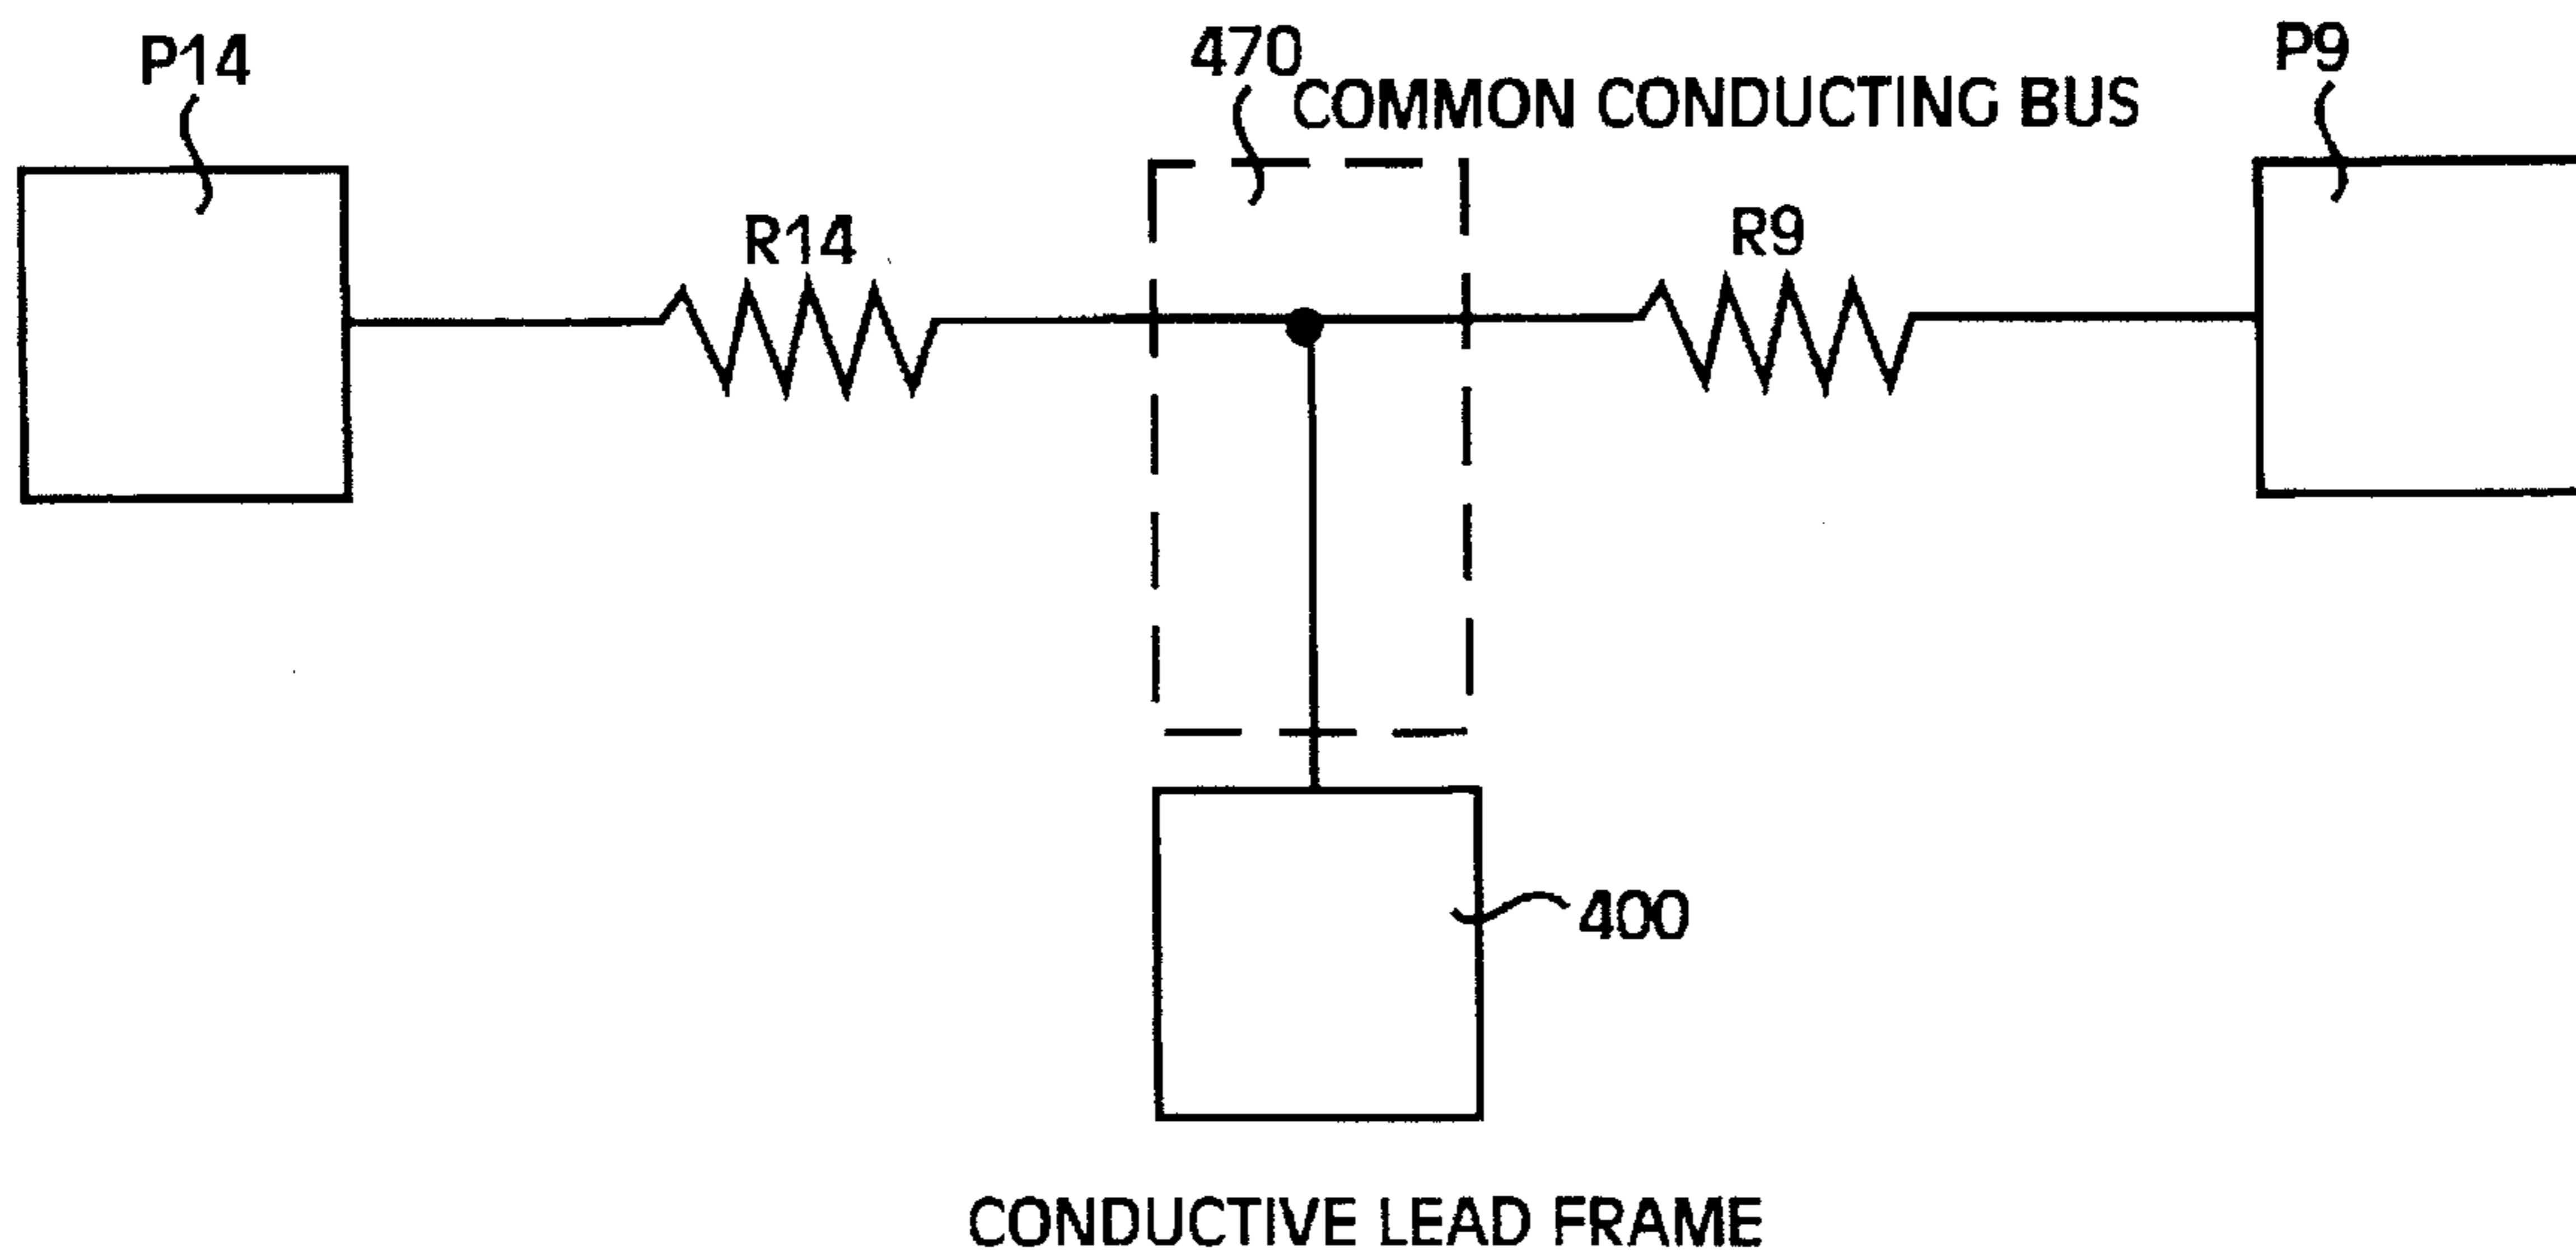 P14
470
COMMON CONDUCTING BUS
P9
R14
R9
400
CONDUCTIVE LEAD FRAME